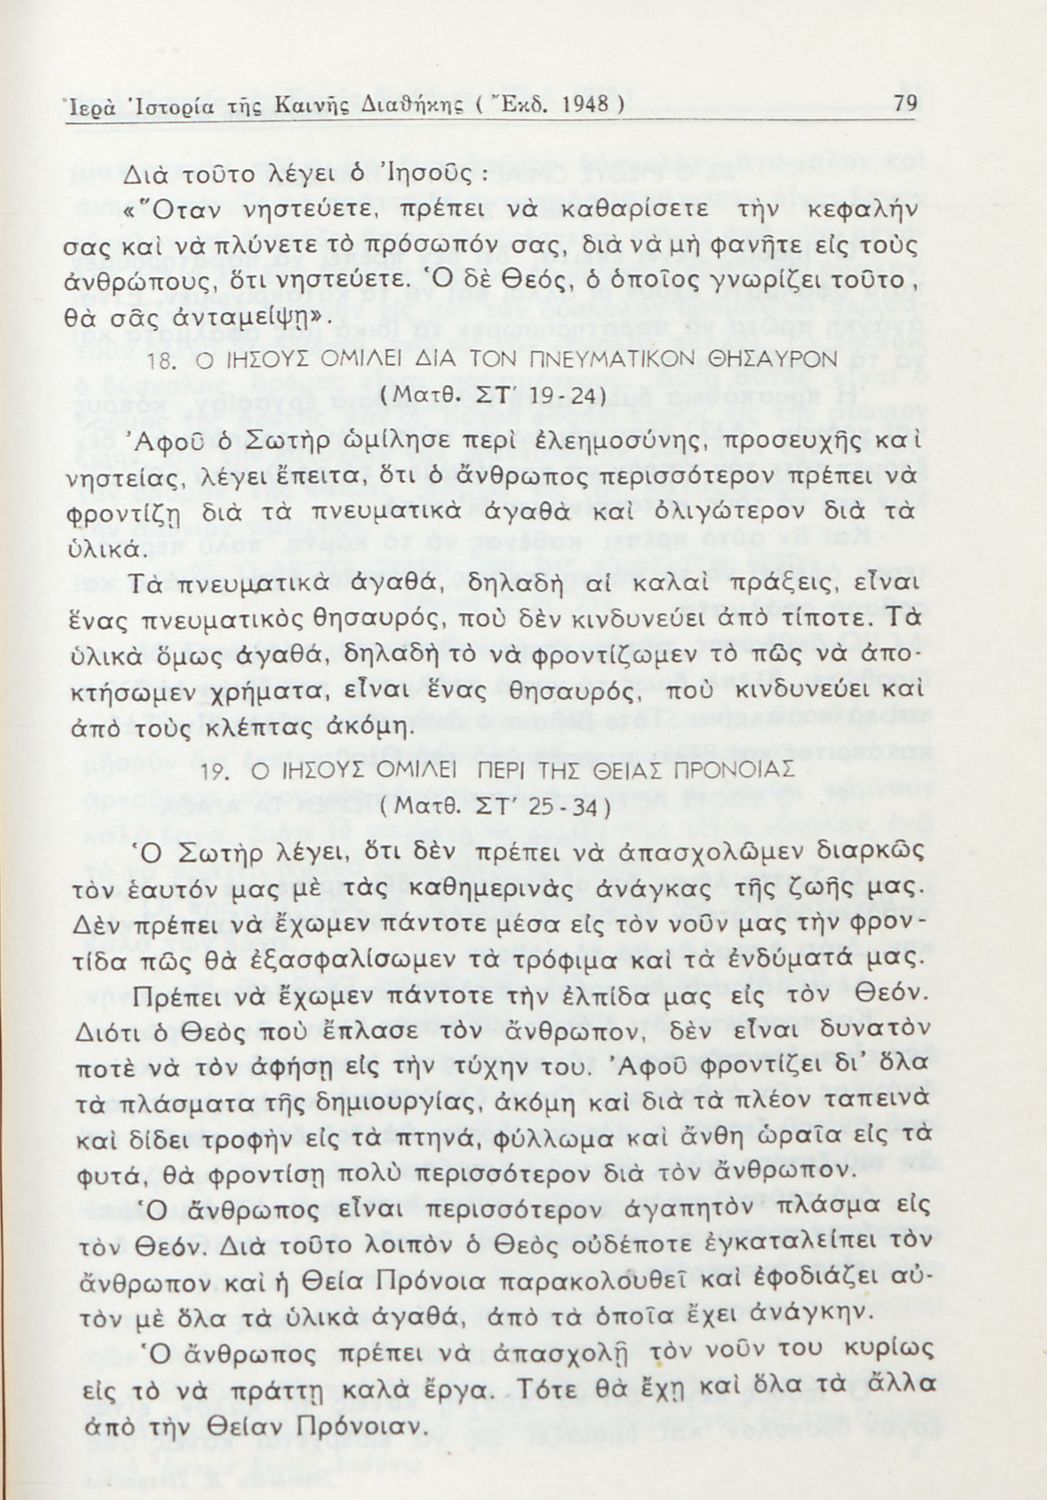 Ἱερὰ Ἱστορία τῆς Καινῆς Διαθήκης ( Ἔκδ. 1948 ) 79
Διὰ τοῦτο λέγει ὁ Ἰησοῦς :
«Ὅταν νηστεύετε, πρέπει νὰ καθαρίσετε τὴν κεφαλήν
σας καὶ νὰ πλύνετε τὸ πρόσωπόν σας, διὰ νὰ μὴ φανῆτε εἰς τοὺς
ἀνθρώπους, ὅτι νηστεύετε. Ὁ δὲ Θεός, ὁ ὁποῖος γνωρίζει τοῦτο,
θὰ σᾶς ἀνταμείψῃ».
18. Ο ΙΗΣΟΥΣ ΟΜΙΛΕΙ ΔΙΑ ΤΟΝ ΠΝΕΥΜΑΤΙΚΟΝ ΘΗΣΑΥΡΟΝ
(Ματθ. ΣΤ′ 19-24)
Ἀφοῦ ὁ Σωτὴρ ὡμίλησε περὶ ἐλεημοσύνης, προσευχῆς καὶ
νηστείας, λέγει ἔπειτα, ὅτι ὁ ἄνθρωπος περισσότερον πρέπει νὰ
φροντίζῃ διὰ τὰ πνευματικὰ ἀγαθὰ καὶ ὀλιγώτερον διὰ τὰ
ὑλικά.
Τὰ πνευματικὰ ἀγαθά, δηλαδὴ αἱ καλαὶ πράξεις, εἶναι
ἕνας πνευματικὸς θησαυρός, ποὺ δὲν κινδυνεύει ἀπὸ τίποτε. Τὰ
ὑλικὰ ὅμως ἀγαθά, δηλαδὴ τὸ νὰ φροντίζωμεν τὸ πῶς νὰ ἀπο-
κτήσωμεν χρήματα, εἶναι ἕνας θησαυρός, ποὺ κινδυνεύει καὶ
ἀπὸ τοὺς κλέπτας ἀκόμη.
19. Ο ΙΗΣΟΥΣ ΟΜΙΛΕΙ ΠΕΡΙ ΤΗΣ ΘΕΙΑΣ ΠΡΟΝΟΙΑΣ
(Ματθ. ΣΤ′ 25-34)
Ὁ Σωτὴρ λέγει, ὅτι δὲν πρέπει νὰ ἀπασχολῶμεν διαρκῶς
τὸν ἑαυτόν μας μὲ τὰς καθημερινὰς ἀνάγκας τῆς ζωῆς μας.
Δὲν πρέπει νὰ ἔχωμεν πάντοτε μέσα εἰς τὸν νοῦν μας τὴν φρον-
τίδα πῶς θὰ ἐξασφαλίσωμεν τὰ τρόφιμα καὶ τὰ ἐνδύματά μας.
Πρέπει νὰ ἔχωμεν πάντοτε τὴν ἐλπίδα μας εἰς τὸν Θεόν.
Διότι ὁ Θεὸς ποὺ ἔπλασε τὸν ἄνθρωπον, δὲν εἶναι δυνατὸν
ποτὲ νὰ τὸν ἀφήσῃ εἰς τὴν τύχην του. Ἀφοῦ φροντίζει δι' ὅλα
τὰ πλάσματα τῆς δημιουργίας, ἀκόμη καὶ διὰ τὰ πλέον ταπεινὰ
καὶ δίδει τροφὴν εἰς τὰ πτηνά, φύλλωμα καὶ ἄνθη ὡραῖα εἰς τὰ
φυτά, θὰ φροντίσῃ πολὺ περισσότερον διὰ τὸν ἄνθρωπον.
Ὁ ἄνθρωπος εἶναι περισσότερον ἀγαπητὸν πλάσμα εἰς
τὸν Θεόν. Διὰ τοῦτο λοιπὸν ὁ Θεὸς οὐδέποτε ἐγκαταλείπει τὸν
ἄνθρωπον καὶ ἡ Θεία Πρόνοια παρακολουθεῖ καὶ ἐφοδιάζει αὐ-
τὸν μὲ ὅλα τὰ ὑλικὰ ἀγαθά, ἀπὸ τὰ ὁποῖα ἔχει ἀνάγκην.
Ὁ ἄνθρωπος πρέπει νὰ ἀπασχολῇ τὸν νοῦν του κυρίως
εἰς τὸ νὰ πράττῃ καλὰ ἔργα. Τότε θὰ ἔχῃ καὶ ὅλα τὰ ἄλλα
ἀπὸ τὴν Θείαν Πρόνοιαν.